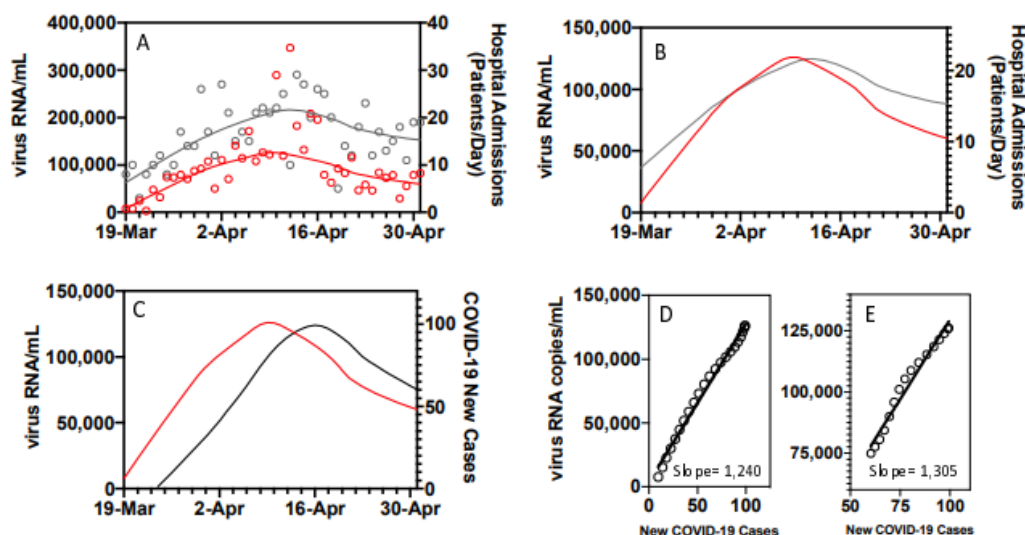 A
virus RNA/mL
400,000
300,000
200,000
100,000
0
40
30
20
10
0
Hospital Admissions
(Patients/Day)
19-Mar 2-Apr 16-Apr 30-Apr
B
virus RNA/mL
150,000
100,000
50,000
0
20
10
0
Hospital Admissions
(Patients/Day)
19-Mar 2-Apr 16-Apr 30-Apr
C
virus RNA/mL
150,000
100,000
50,000
0
100
50
0
COVID-19 New
Cases
19-Mar 2-Apr 16-Apr 30-Apr
D
virus RNA copies/mL
150,000
100,000
50,000
0
Slope= 1,240
0 50 100
New COVID-19 Cases
E
125,000
100,000
75,000
Slope= 1,305
50 75 100
New COVID-19 Cases